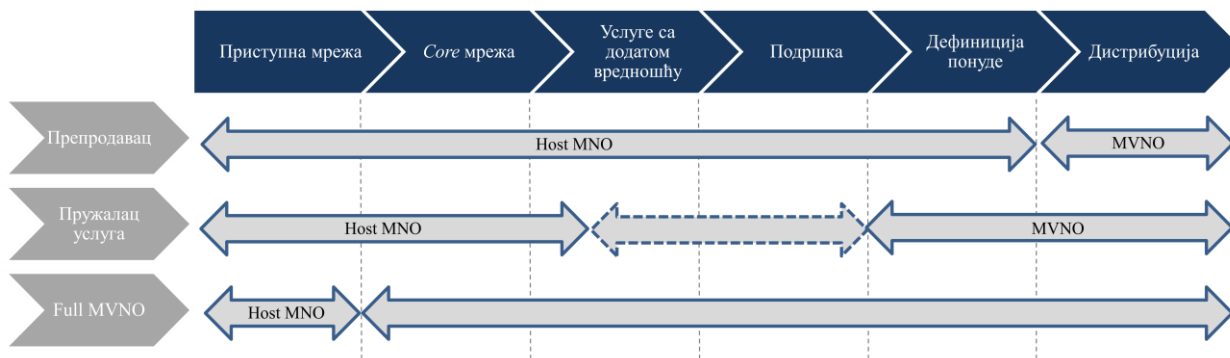 Приступна мрежа
Core мрежа
Услуге са
додатом
вредношћу
Подршка
Дефиниција
понуде
Дистрибуција
Препродавац
Host MNO
MVNO
Пружалац
услуга
Host MNO
MVNO
Full MVNO
Host MNO